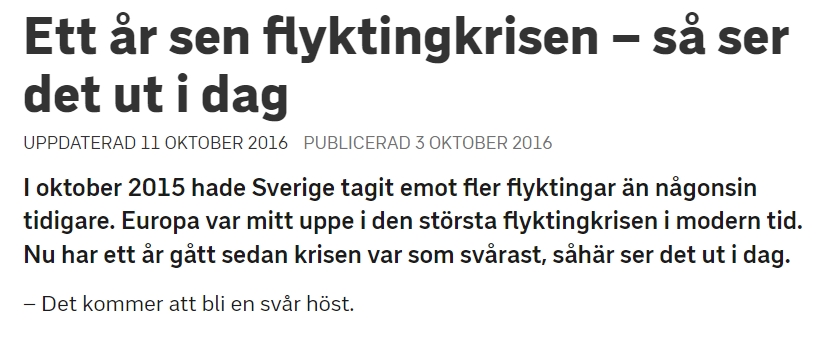 Ett år sen flyktingkrisen – så ser
det ut i dag
UPPDATERAD 11 OKTOBER 2016 PUBLICERAD 3 OKTOBER 2016
I oktober 2015 hade Sverige tagit emot fler flyktingar än någonsin
tidigare. Europa var mitt uppe i den största flyktingkrisen i modern tid.
Nu har ett år gått sedan krisen var som svårast, såhär ser det ut i dag.
– Det kommer att bli en svår höst.